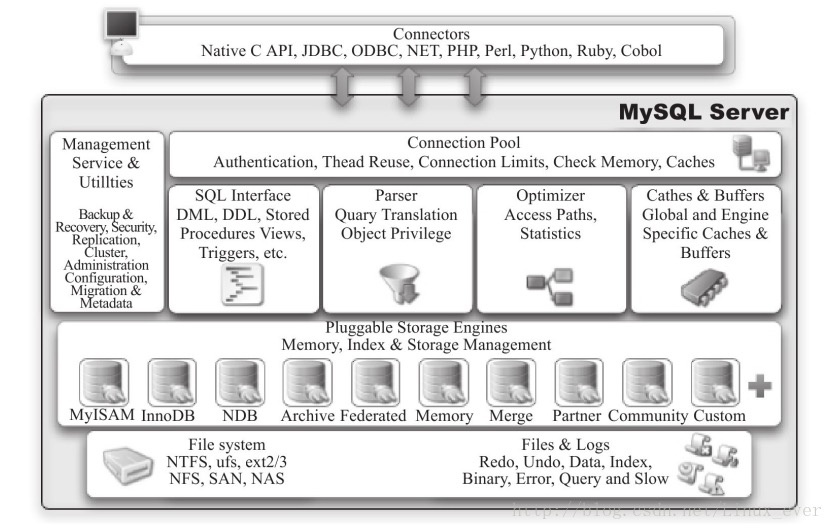 Connectors
Native C API, JDBC, ODBC, NET, PHP, Perl, Python, Ruby, Cobol
MySQL Server
Management
Service &
Utillties
Backup &
Recovery, Security,
Replication,
Cluster,
Administration
Configuration,
Migration &
Metadata
Connection Pool
Authentication, Thead Reuse, Connection Limits, Check Memory, Caches
SQL Interface
DML, DDL, Stored
Procedures Views,
Triggers, etc.
Parser
Quary Translation
Object Privilege
Optimizer
Access Paths,
Statistics
Cathes & Buffers
Global and Engine
Specific Caches &
Buffers
Pluggable Storage Engines
Memory, Index & Storage Management
MyISAM InnoDB NDB Archive Federated Memory Merge Partner Community Custom
File system
NTFS, ufs, ext2/3
NFS, SAN, NAS
Files & Logs
Redo, Undo, Data, Index,
Binary, Error, Query and Slow
http://blog.csdn.net/Linux_ever